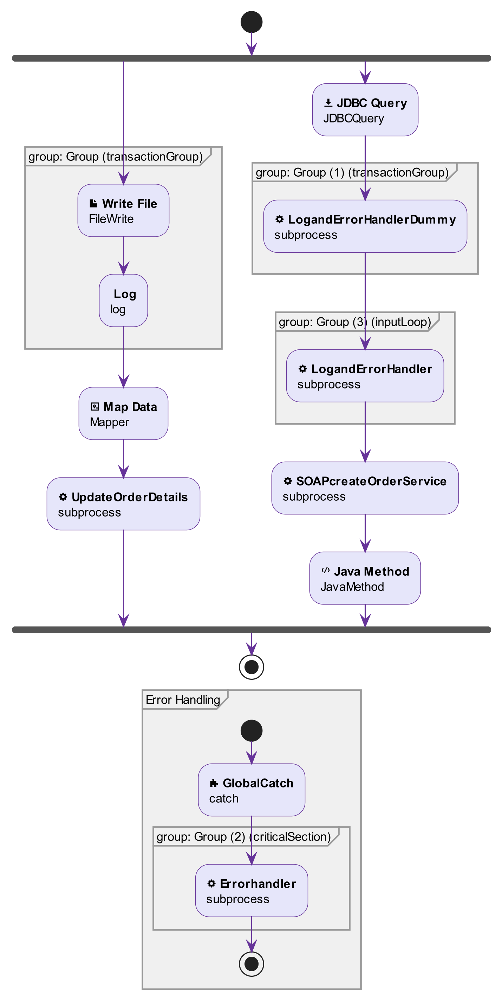 JDBC Query
JDBCQuery
group: Group (transactionGroup)
group: Group (1) (transactionGroup)
Write File
FileWrite
LogandErrorHandlerDummy
subprocess
Log
log
group: Group (3) (inputLoop)
LogandErrorHandler
subprocess
Map Data
Mapper
SOAPcreateOrderService
subprocess
UpdateOrderDetails
subprocess
Java Method
JavaMethod
Error Handling
GlobalCatch
catch
group: Group (2) (criticalSection)
Errorhandler
subprocess